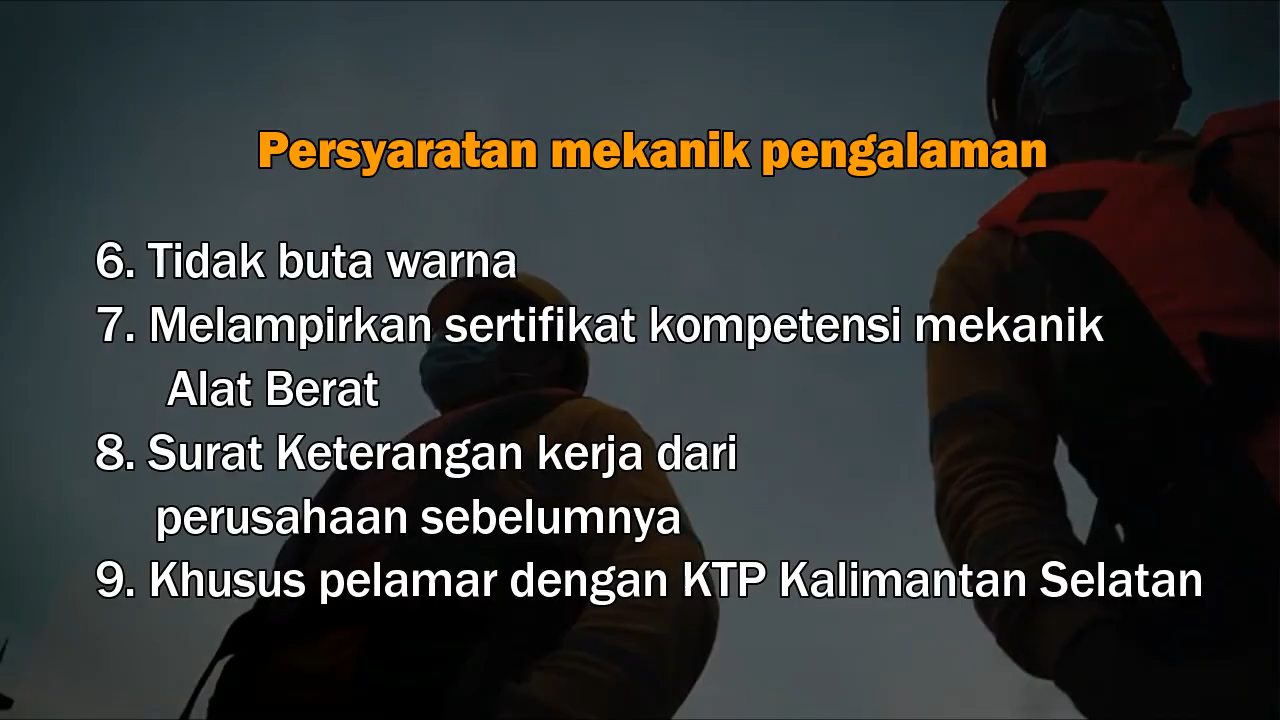 Persyaratan mekanik pengalaman
6. Tidak buta warna
7. Melampirkan sertifikat kompetensi mekanik
Alat Berat
8. Surat Keterangan kerja dari
perusahaan sebelumnya
9. Khusus pelamar dengan KTP Kalimantan Selatan